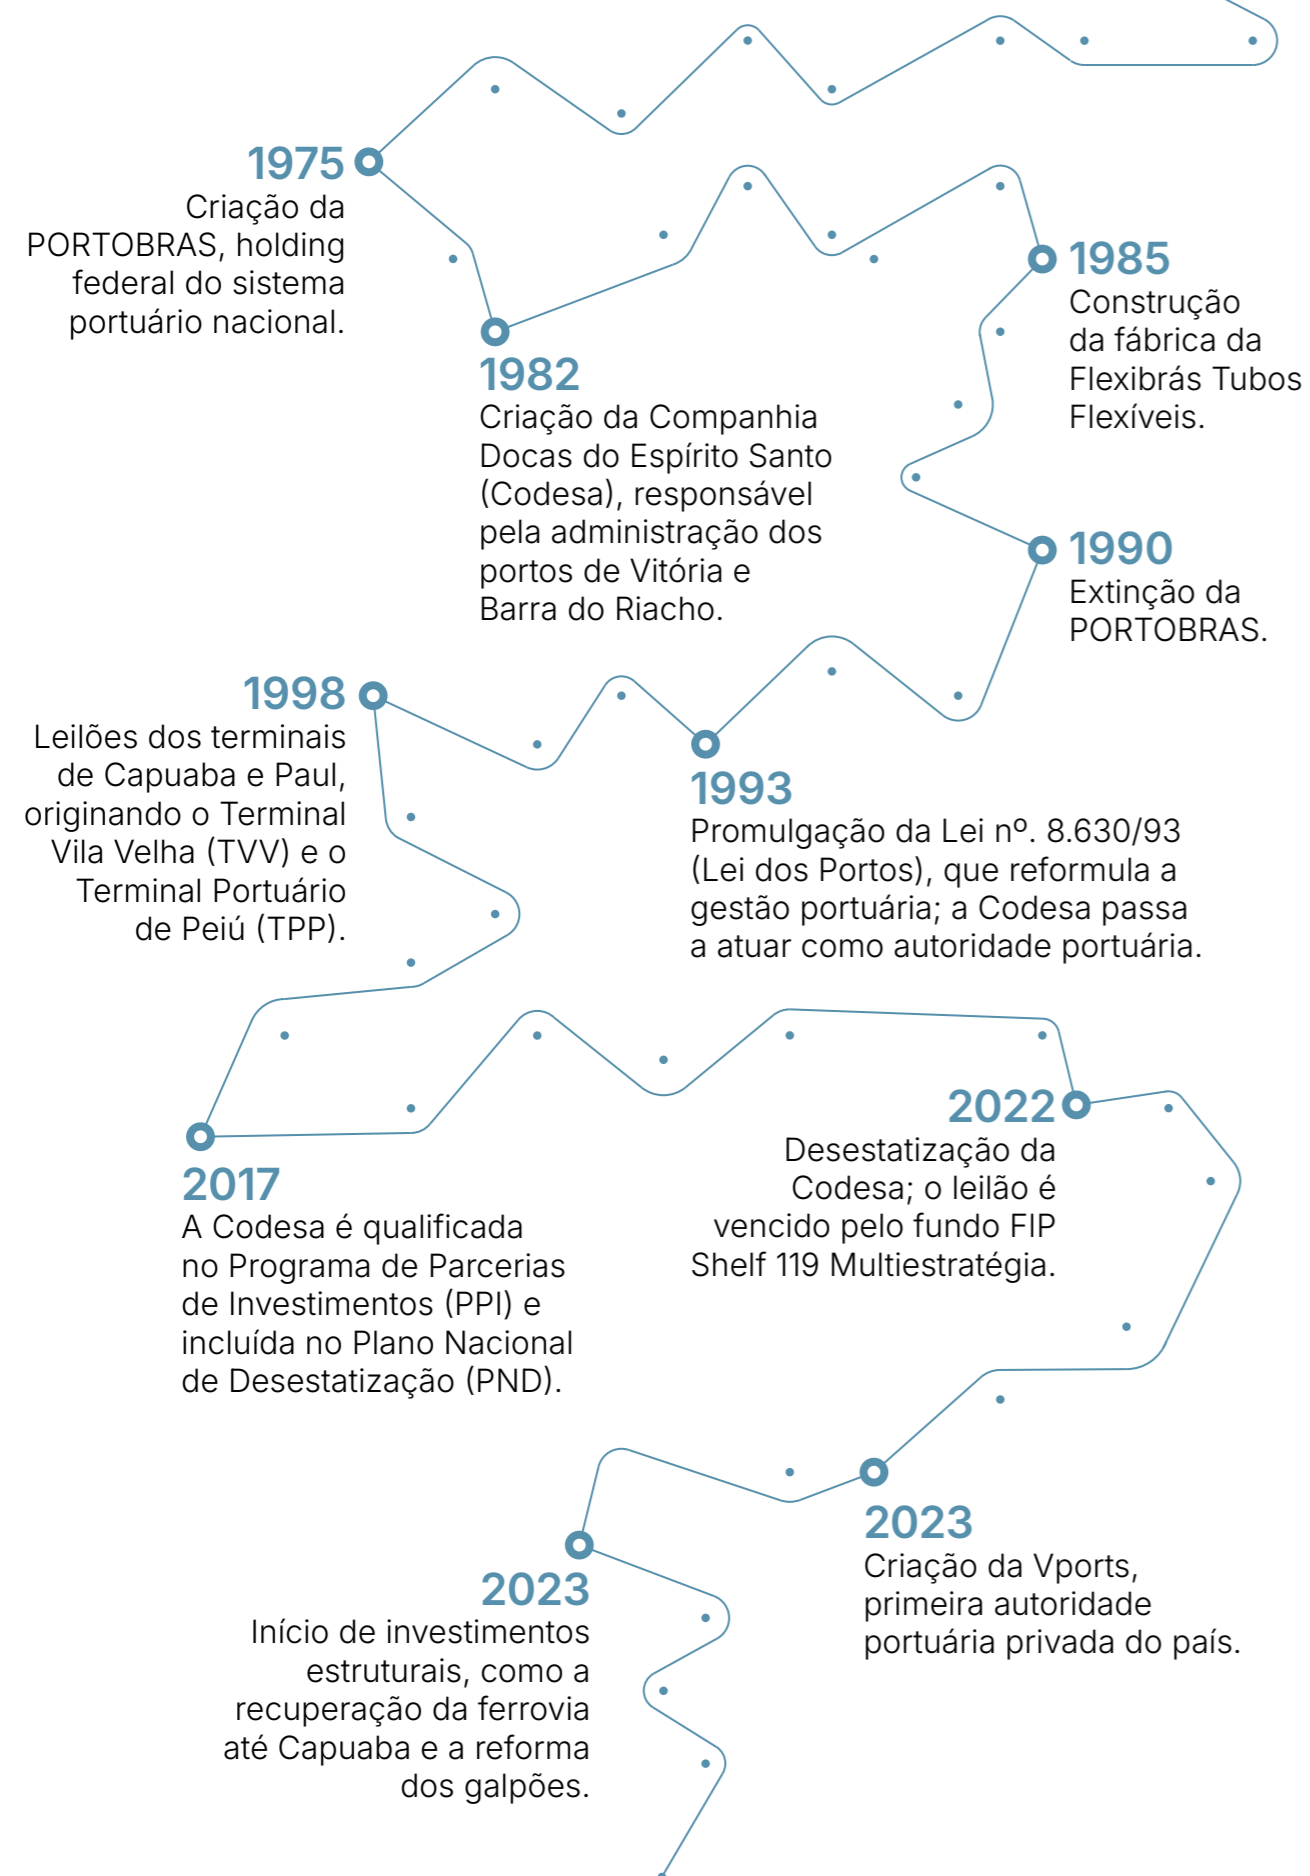 1975
Criação da
PORTOBRAS, holding
federal do sistema
portuário nacional.
1982
Criação da Companhia
Docas do Espírito Santo
(Codesa), responsável
pela administração dos
portos de Vitória e
Barra do Riacho.
1985
Construção
da fábrica da
Flexibrás Tubos
Flexíveis.
1990
Extinção da
PORTOBRAS.
1993
Promulgação da Lei nº. 8.630/93
(Lei dos Portos), que reformula a
gestão portuária; a Codesa passa
a atuar como autoridade portuária.
1998
Leilões dos terminais
de Capuaba e Paul,
originando o Terminal
Vila Velha (TVV) e o
Terminal Portuário
de Peiú (TPP).
2017
A Codesa é qualificada
no Programa de Parcerias
de Investimentos (PPI) e
incluída no Plano Nacional
de Desestatização (PND).
2022
Desestatização da
Codesa; o leilão é
vencido pelo fundo FIP
Shelf 119 Multiestratégia.
2023
Criação da Vports,
primeira autoridade
portuária privada do país.
2023
Início de investimentos
estruturais, como a
recuperação da ferrovia
até Capuaba e a reforma
dos galpões.